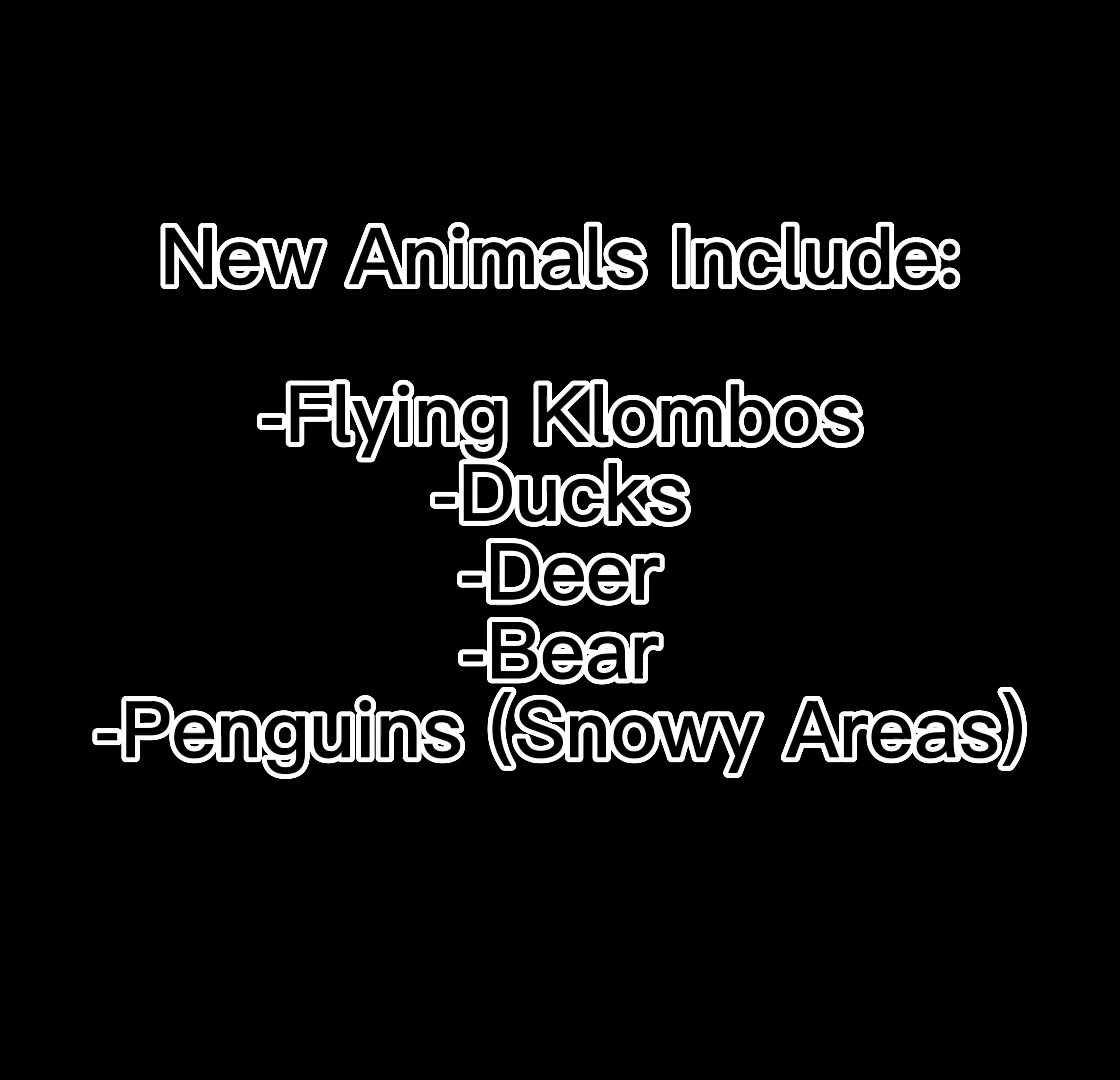 New Animals Include:
-Flying Klombos
-Ducks
-Deer
-Bear
-Penguins (Snowy Areas)